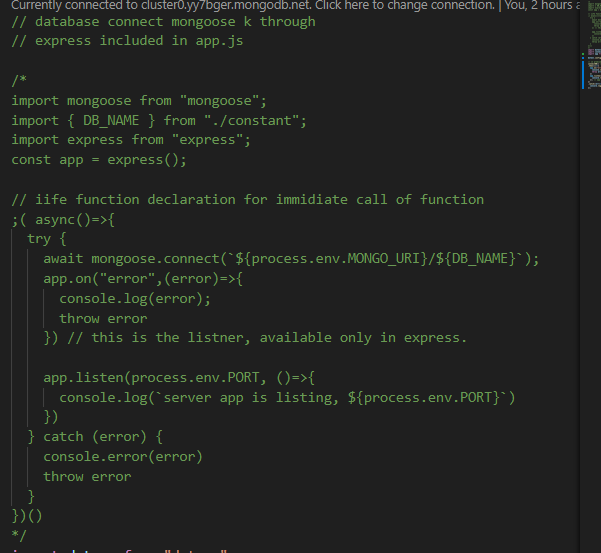 Currently connected to cluster0.yy7bger.mongodb.net. Click here to change connection. | You, 2 hours a
// database connect mongoose k through
// express included in app.js
/*
import mongoose from "mongoose";
import { DB_NAME } from "./constant";
import express from "express";
const app = express();
// iife function declaration for immidiate call of function
;( async()=>{
try {
await mongoose.connect(`${process.env.MONGO_URI}/${DB_NAME}`);
app.on("error",(error)=>{
console.log(error);
throw error
}) // this is the listner, available only in express.
app.listen(process.env.PORT, ()=>{
console.log(`server app is listing, ${process.env.PORT}`)
})
} catch (error) {
console.error(error)
throw error
}
})()
*/